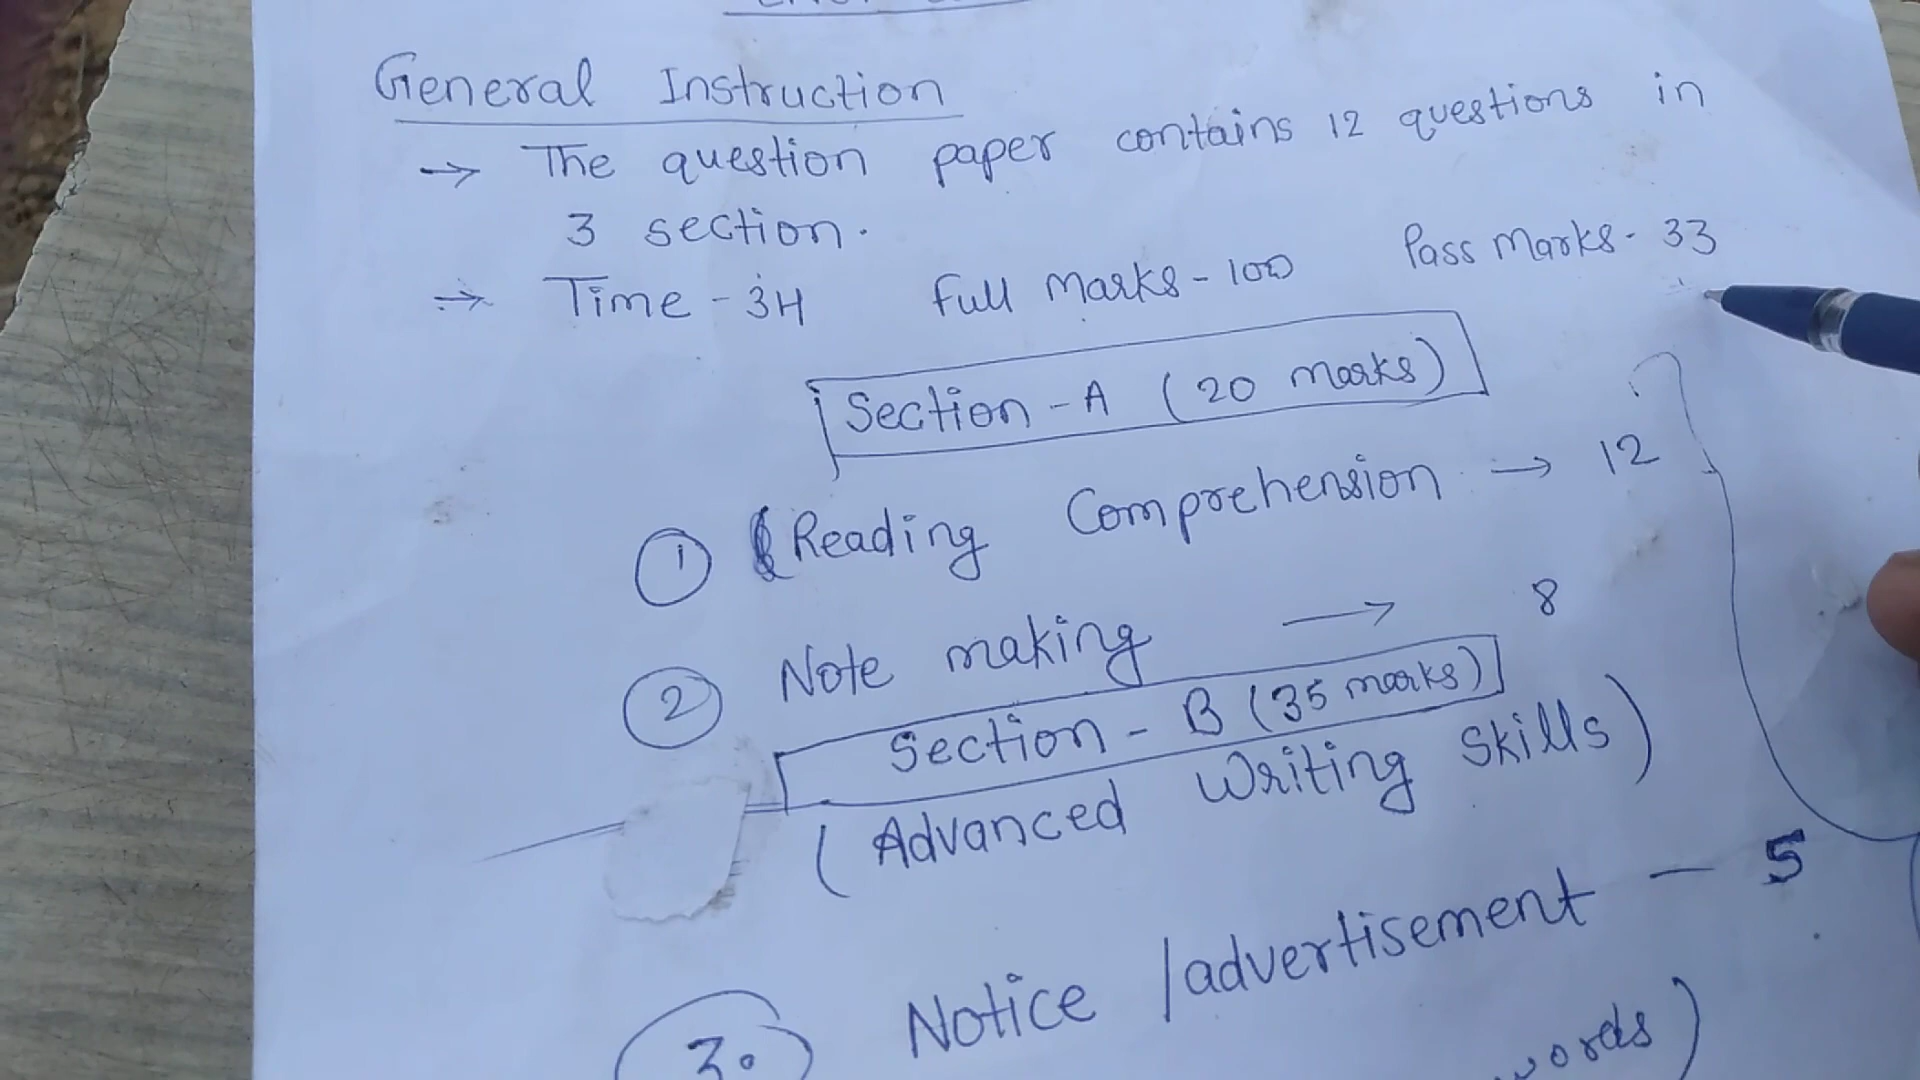 General Instruction
→ The question paper contains 12 questions in
3 section.
→ Time - 3H Full Marks - 100 Pass Marks - 33
Section - A (20 marks)
① Reading Comprehension → 12
② Note making → 8
Section - B (35 marks)
(Advanced Writing Skills)
3. Notice / advertisement — 5
words)